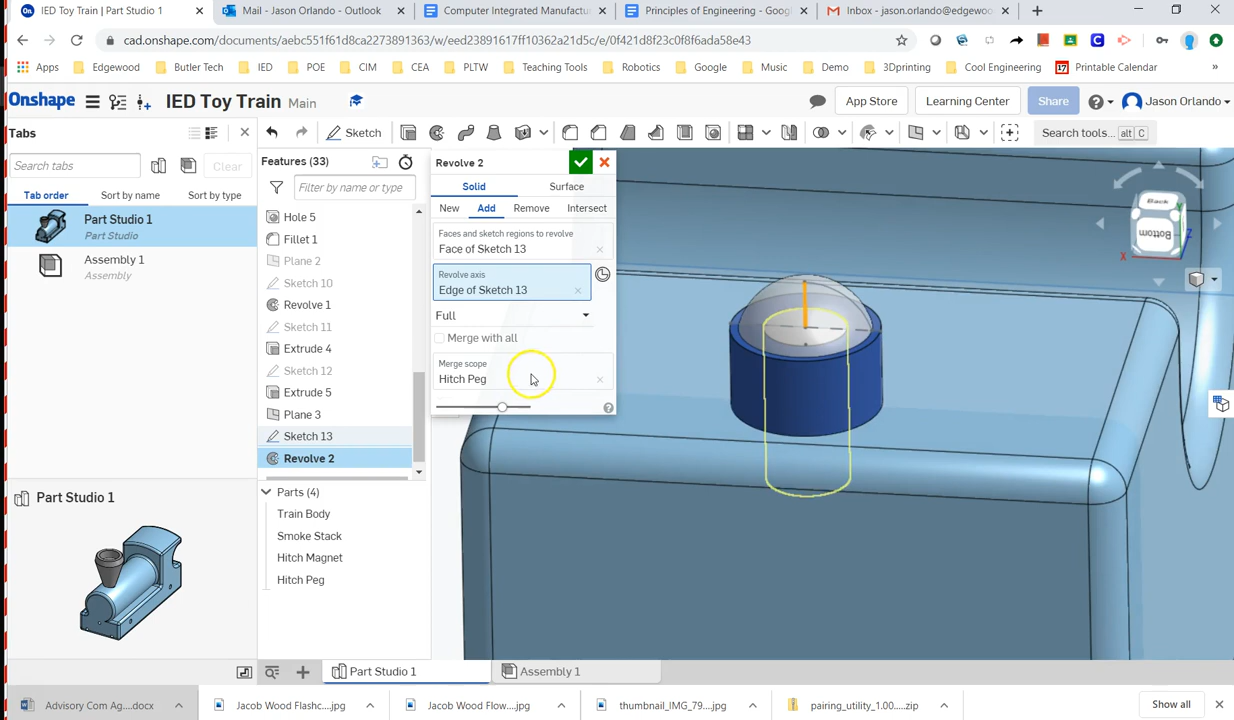 IED Toy Train | Part Studio 1
Mail - Jason Orlando - Outlook
Computer Integrated Manufactu
Principles of Engineering - Goog
Inbox - jason.orlando@edgewoo
cad.onshape.com/documents/aebc551f61d8ca2273891363/w/eed23891617ff10362a21d5c/e/0f421d8f23c0f8f6ada58e43
Apps
Edgewood
Butler Tech
IED
POE
CIM
CEA
PLTW
Teaching Tools
Robotics
Google
Music
Demo
3Dprinting
Cool Engineering
17
Printable Calendar
»
Onshape
IED Toy Train Main
App Store
Learning Center
Share
Jason Orlando
Tabs
Sketch
Search tools...
alt C
Search tabs
Clear
Tab order
Sort by name
Sort by type
Part Studio 1
Part Studio
Assembly 1
Assembly
Features (33)
Filter by name or type
Hole 5
Fillet 1
Plane 2
Sketch 10
Revolve 1
Sketch 11
Extrude 4
Sketch 12
Extrude 5
Plane 3
Sketch 13
Revolve 2
Parts (4)
Train Body
Smoke Stack
Hitch Magnet
Hitch Peg
Revolve 2
Solid
Surface
New
Add
Remove
Intersect
Faces and sketch regions to revolve
Face of Sketch 13
Revolve axis
Edge of Sketch 13
Full
Merge with all
Merge scope
Hitch Peg
Back
Bottom
X
Y
Z
Part Studio 1
Part Studio 1
Assembly 1
Advisory Com Ag....docx
Jacob Wood Flashc....jpg
Jacob Wood Flow....jpg
thumbnail_IMG_79....jpg
pairing_utility_1.00.....zip
Show all